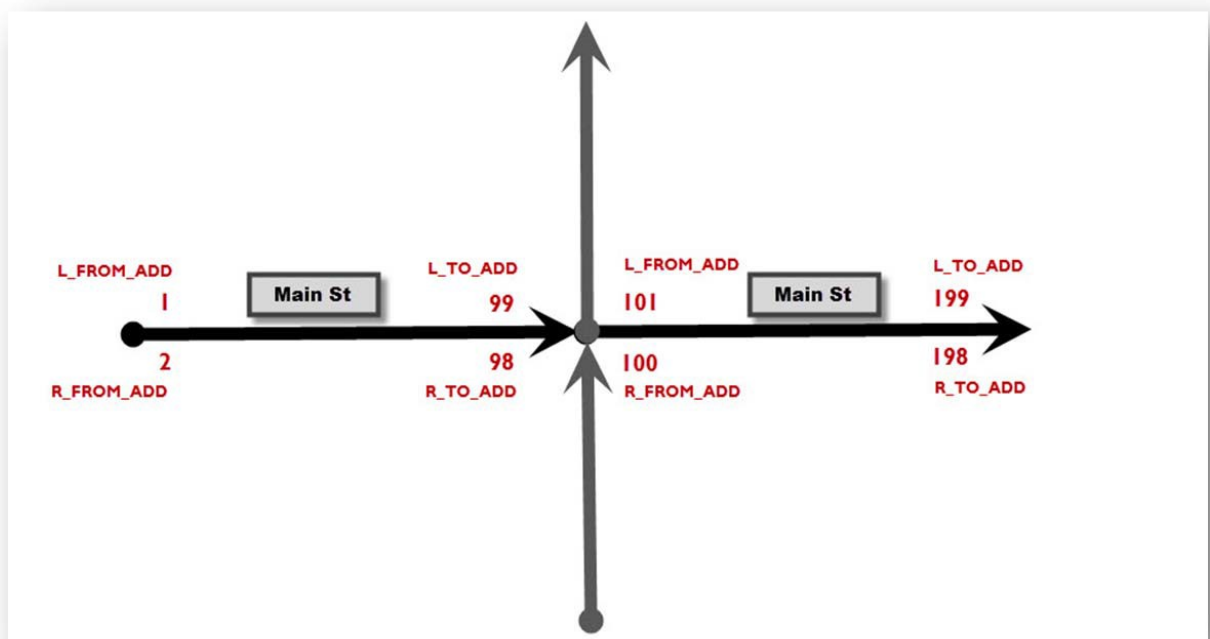 L_FROM_ADD
1
Main St
L_TO_ADD
99
2
R_FROM_ADD
98
R_TO_ADD
L_FROM_ADD
101
Main St
L_TO_ADD
199
100
R_FROM_ADD
198
R_TO_ADD